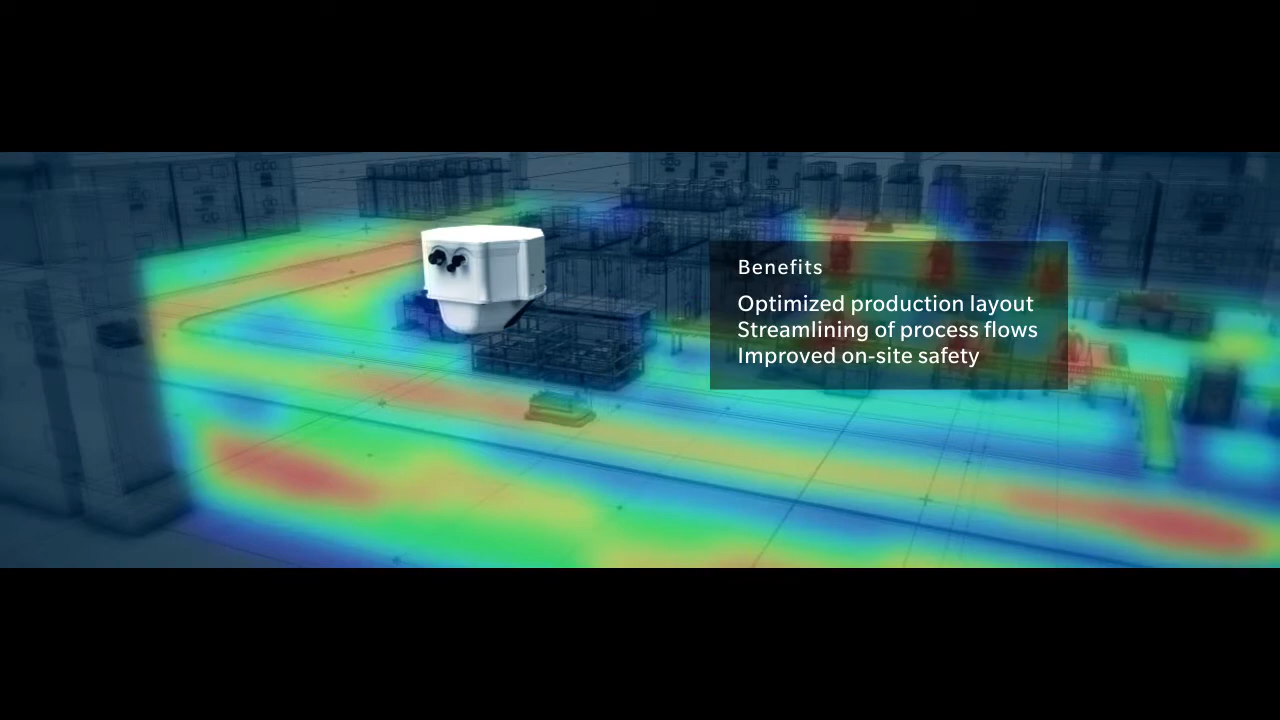 Benefits
Optimized production layout
Streamlining of process flows
Improved on-site safety